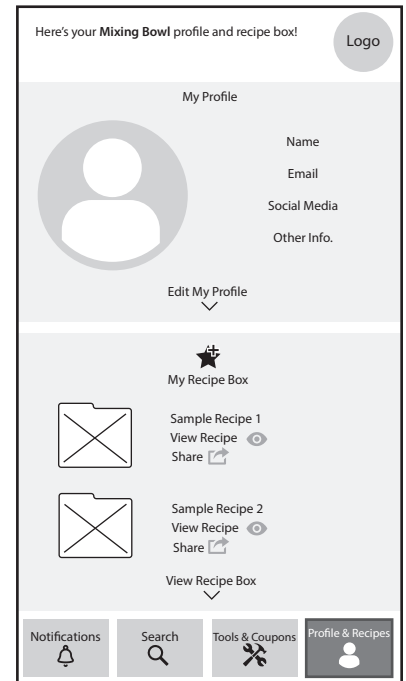 Here's your Mixing Bowl profile and recipe box!
Logo
My Profile
Name
Email
Social Media
Other Info.
Edit My Profile
My Recipe Box
Sample Recipe 1
View Recipe
Share
Sample Recipe 2
View Recipe
Share
View Recipe Box
Notifications
Search
Tools & Coupons
Profile & Recipes